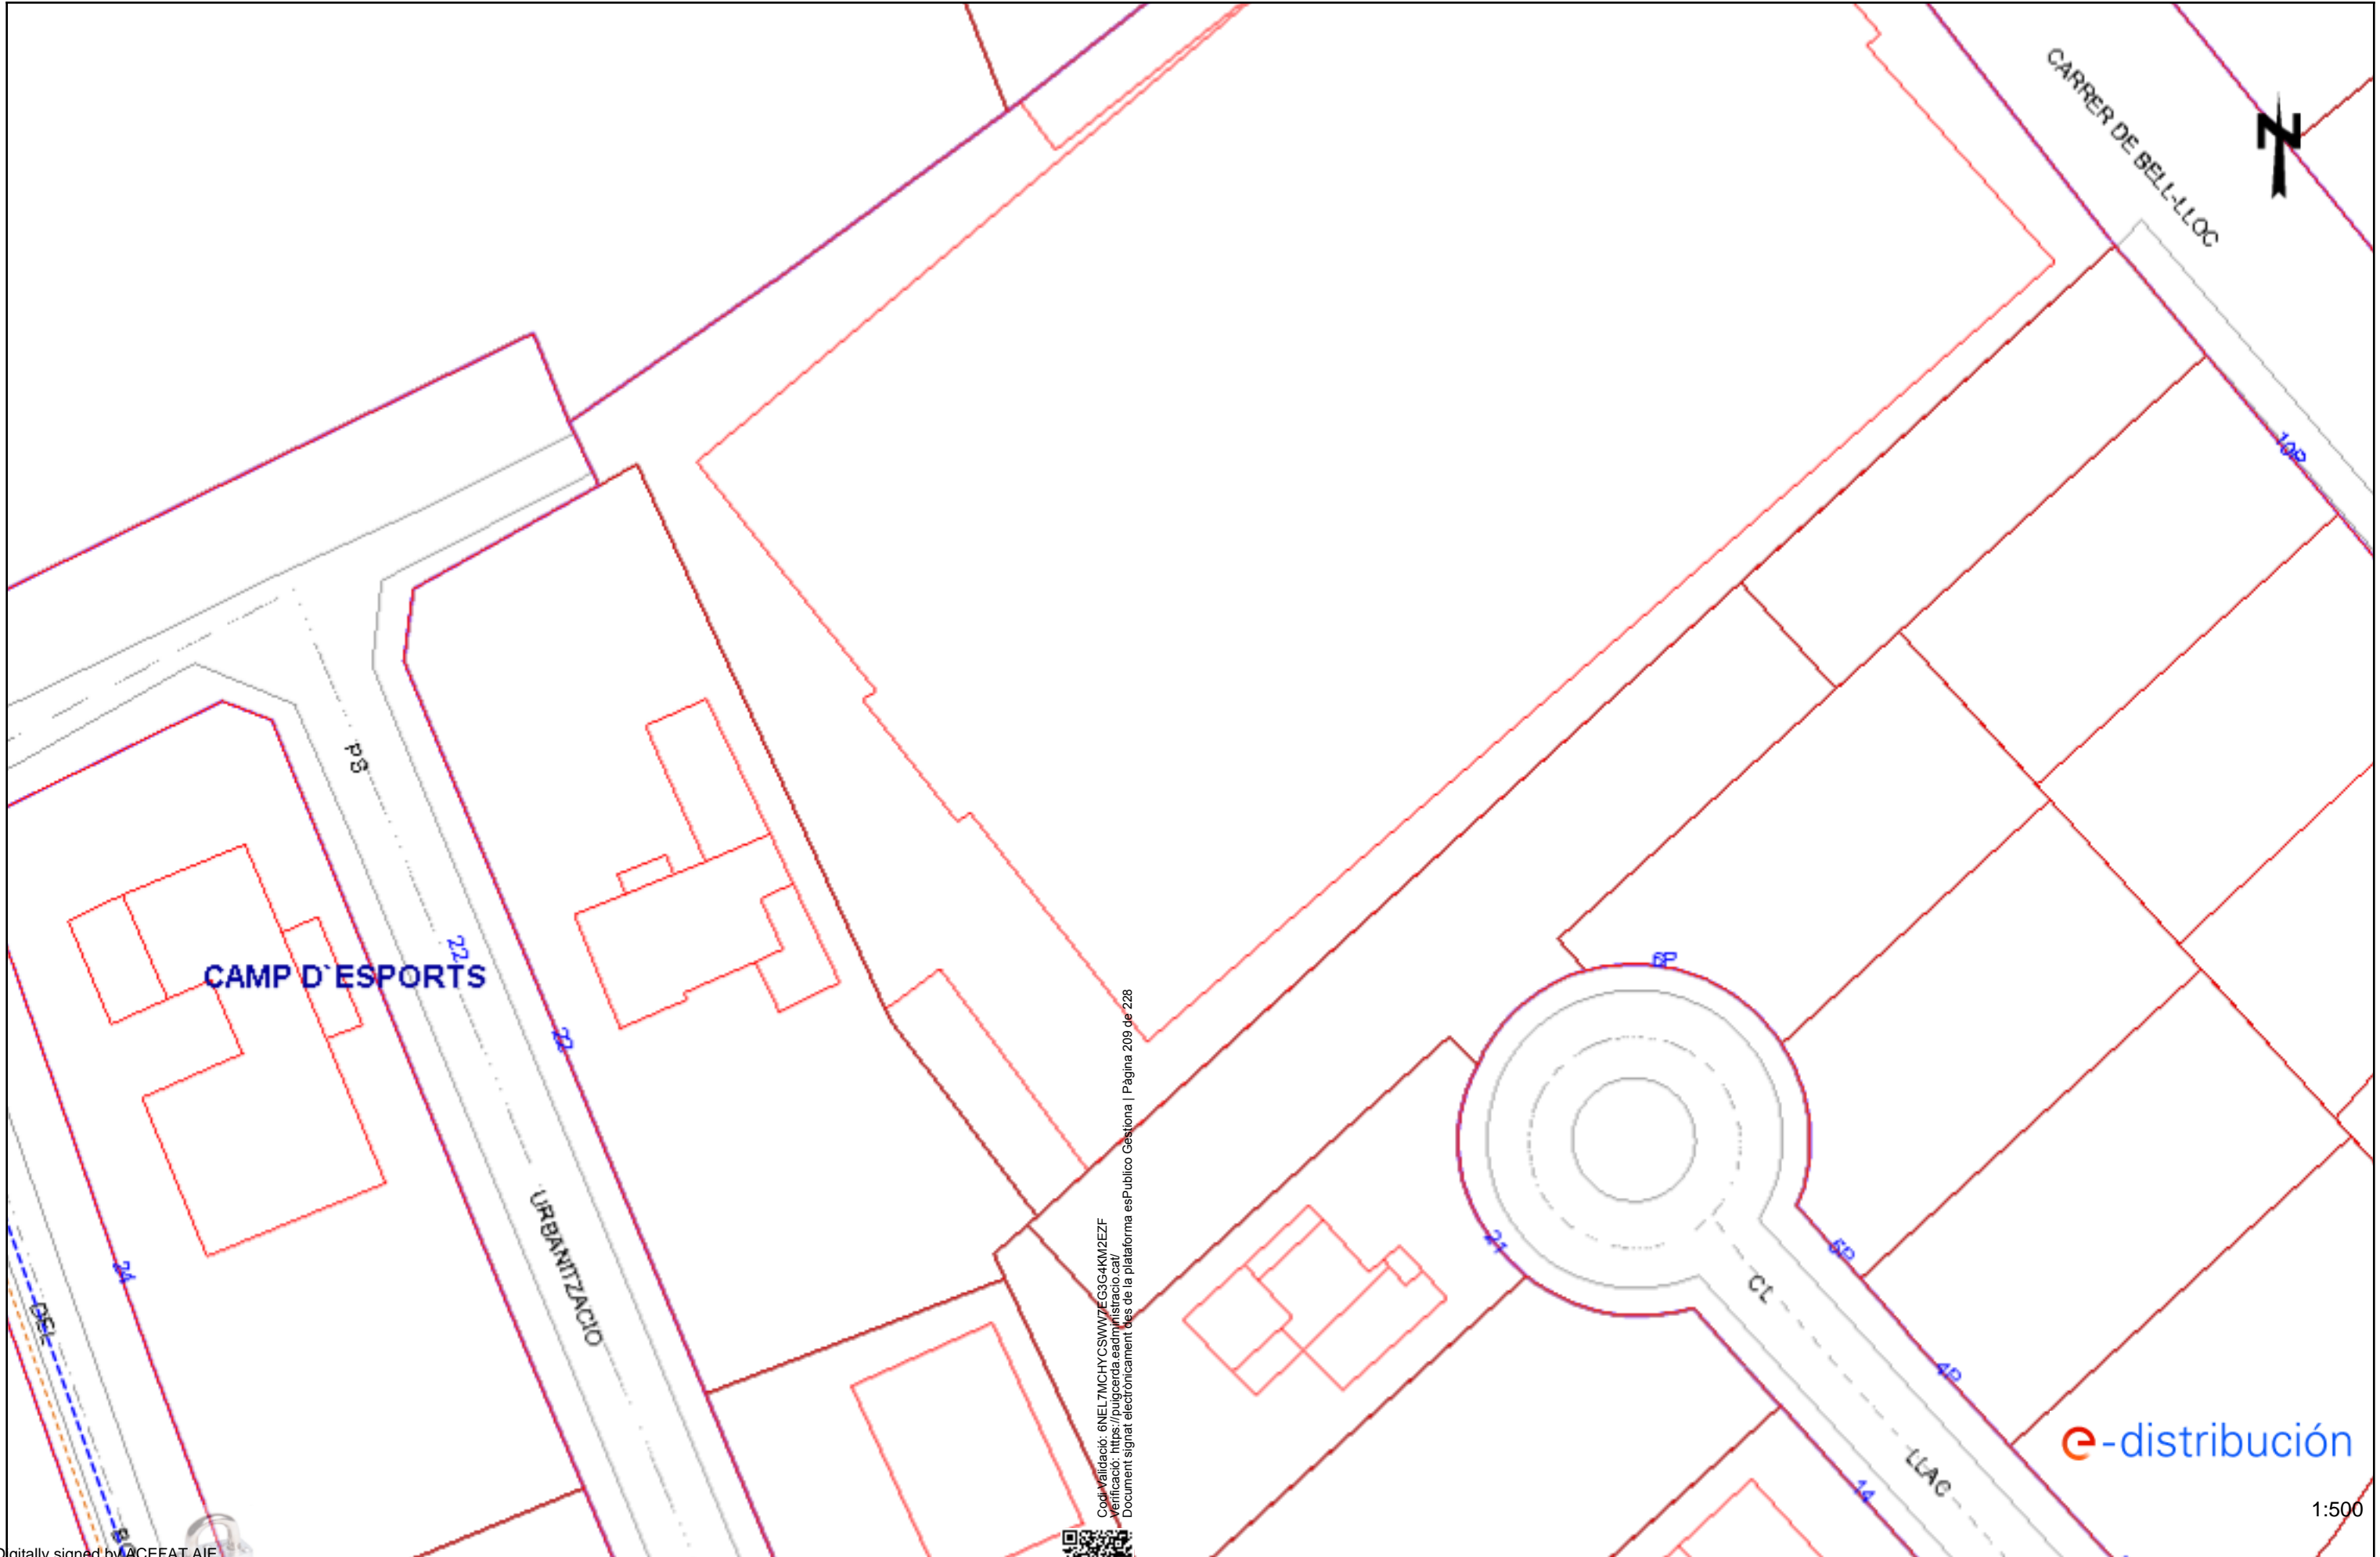 CARRER DE BELL-LLOC
N
10P
PS
22
CAMP D`ESPORTS
22
6P
21
5P
24
URBANITZACIO
DEL
CL
4P
LLAC
14
e-distribución
1:500
Codi Validació: 6NEL7MCHYCSWW7EG3G4KM2EZF
Verificació: https://puigcerda.eadministracio.cat/
Document signat electrònicament des de la plataforma esPublico Gestiona | Pàgina 209 de 228
Digitally signed by ACEFAT AIE